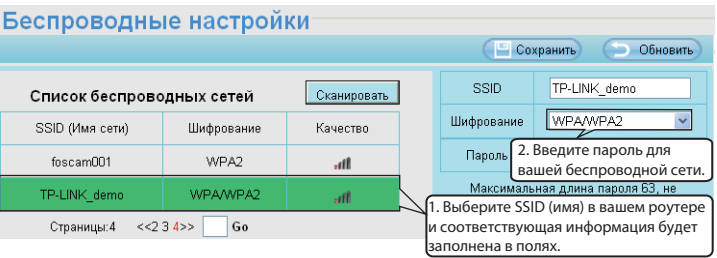 Беспроводные настройки
Сохранить
Обновить
Список беспроводных сетей
Сканировать
SSID (Имя сети) Шифрование Качество
foscam001 WPA2
TP-LINK_demo WPA/WPA2
Страницы:4 <<2 3 4>> Go
SSID TP-LINK_demo
Шифрование WPA/WPA2
Пароль
2. Введите пароль для
вашей беспроводной сети.
Максимальная длина пароля 63, не
1. Выберите SSID (имя) в вашем роутере
и соответствующая информация будет
заполнена в полях.